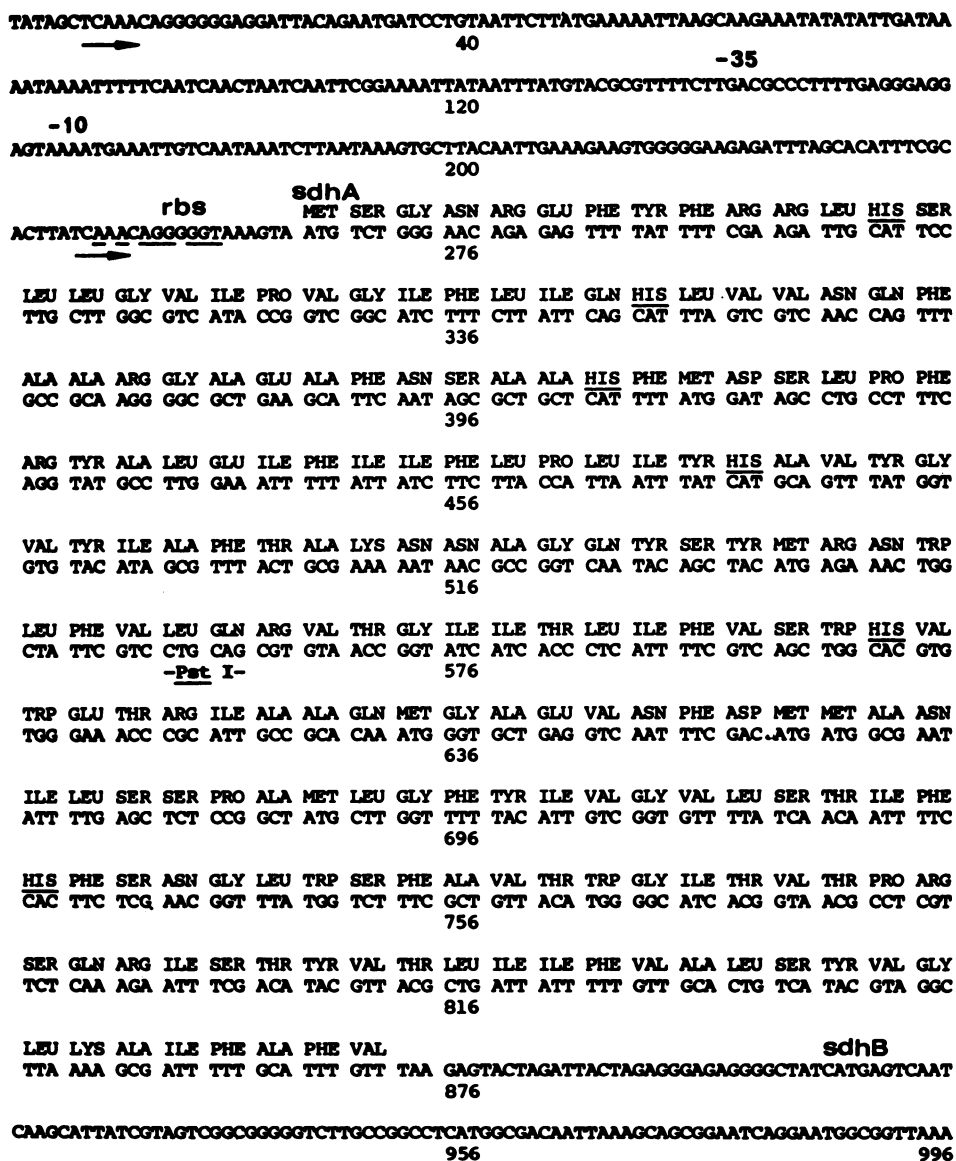 TATAGCTCAAACAGGGGGGAGGATTACAGAATGATCCTGTAATTCTTATGAAAAATTAAGCAAGAAATATATATTGATAA
40
-35
AATAAAATTTTTCAATCAACTAATCAATTCGGAAAATTATAATTTATGTACGCGTTTTCTTGACGCCCTTTTGAGGGAGG
120
-10
AGTAAAATGAAATTGTCAATAAATCTTAATAAAGTGCTTACAATTGAAAGAAGTGGGGGAAGAGATTTAGCACATTTCGC
200
rbs sdhA
MET SER GLY ASN ARG GLU PHE TYR PHE ARG ARG LEU HIS SER
ACTTATCAAACAGGGGGTAAAGTA ATG TCT GGG AAC AGA GAG TTT TAT TTT CGA AGA TTG CAT TCC
276
LEU LEU GLY VAL ILE PRO VAL GLY ILE PHE LEU ILE GLN HIS LEU VAL VAL ASN GLN PHE
TTG CTT GGC GTC ATA CCG GTC GGC ATC TTT CTT ATT CAG CAT TTA GTC GTC AAC CAG TTT
336
ALA ALA ARG GLY ALA GLU ALA PHE ASN SER ALA ALA HIS PHE MET ASP SER LEU PRO PHE
GCC GCA AGG GGC GCT GAA GCA TTC AAT AGC GCT GCT CAT TTT ATG GAT AGC CTG CCT TTC
396
ARG TYR ALA LEU GLU ILE PHE ILE ILE PHE LEU PRO LEU ILE TYR HIS ALA VAL TYR GLY
AGG TAT GCC TTG GAA ATT TTT ATT ATC TTC TTA CCA TTA ATT TAT CAT GCA GTT TAT GGT
456
VAL TYR ILE ALA PHE THR ALA LYS ASN ASN ALA GLY GLN TYR SER TYR MET ARG ASN TRP
GTG TAC ATA GCG TTT ACT GCG AAA AAT AAC GCC GGT CAA TAC AGC TAC ATG AGA AAC TGG
516
LEU PHE VAL LEU GLN ARG VAL THR GLY ILE ILE THR LEU ILE PHE VAL SER TRP HIS VAL
CTA TTC GTC CTG CAG CGT GTA ACC GGT ATC ATC ACC CTC ATT TTC GTC AGC TGG CAC GTG
-Pst I- 576
TRP GLU THR ARG ILE ALA ALA GLN MET GLY ALA GLU VAL ASN PHE ASP MET MET ALA ASN
TGG GAA ACC CGC ATT GCC GCA CAA ATG GGT GCT GAG GTC AAT TTC GAC ATG ATG GCG AAT
636
ILE LEU SER SER PRO ALA MET LEU GLY PHE TYR ILE VAL GLY VAL LEU SER THR ILE PHE
ATT TTG AGC TCT CCG GCT ATG CTT GGT TTT TAC ATT GTC GGT GTT TTA TCA ACA ATT TTC
696
HIS PHE SER ASN GLY LEU TRP SER PHE ALA VAL THR TRP GLY ILE THR VAL THR PRO ARG
CAC TTC TCG AAC GGT TTA TGG TCT TTC GCT GTT ACA TGG GGC ATC ACG GTA ACG CCT CGT
756
SER GLN ARG ILE SER THR TYR VAL THR LEU ILE ILE PHE VAL ALA LEU SER TYR VAL GLY
TCT CAA AGA ATT TCG ACA TAC GTT ACG CTG ATT ATT TTT GTT GCA CTG TCA TAC GTA GGC
816
LEU LYS ALA ILE PHE ALA PHE VAL sdhB
TTA AAA GCG ATT TTT GCA TTT GTT TAA GAGTACTAGATTACTAGAGGGAGAGGGGCTATCATGAGTCAAT
876
CAAGCATTATCGTAGTCGGCGGGGGTCTTGCCGGCCTCATGGCGACAATTAAAGCAGCGGAATCAGGAATGGCGGTTAAA
956 996